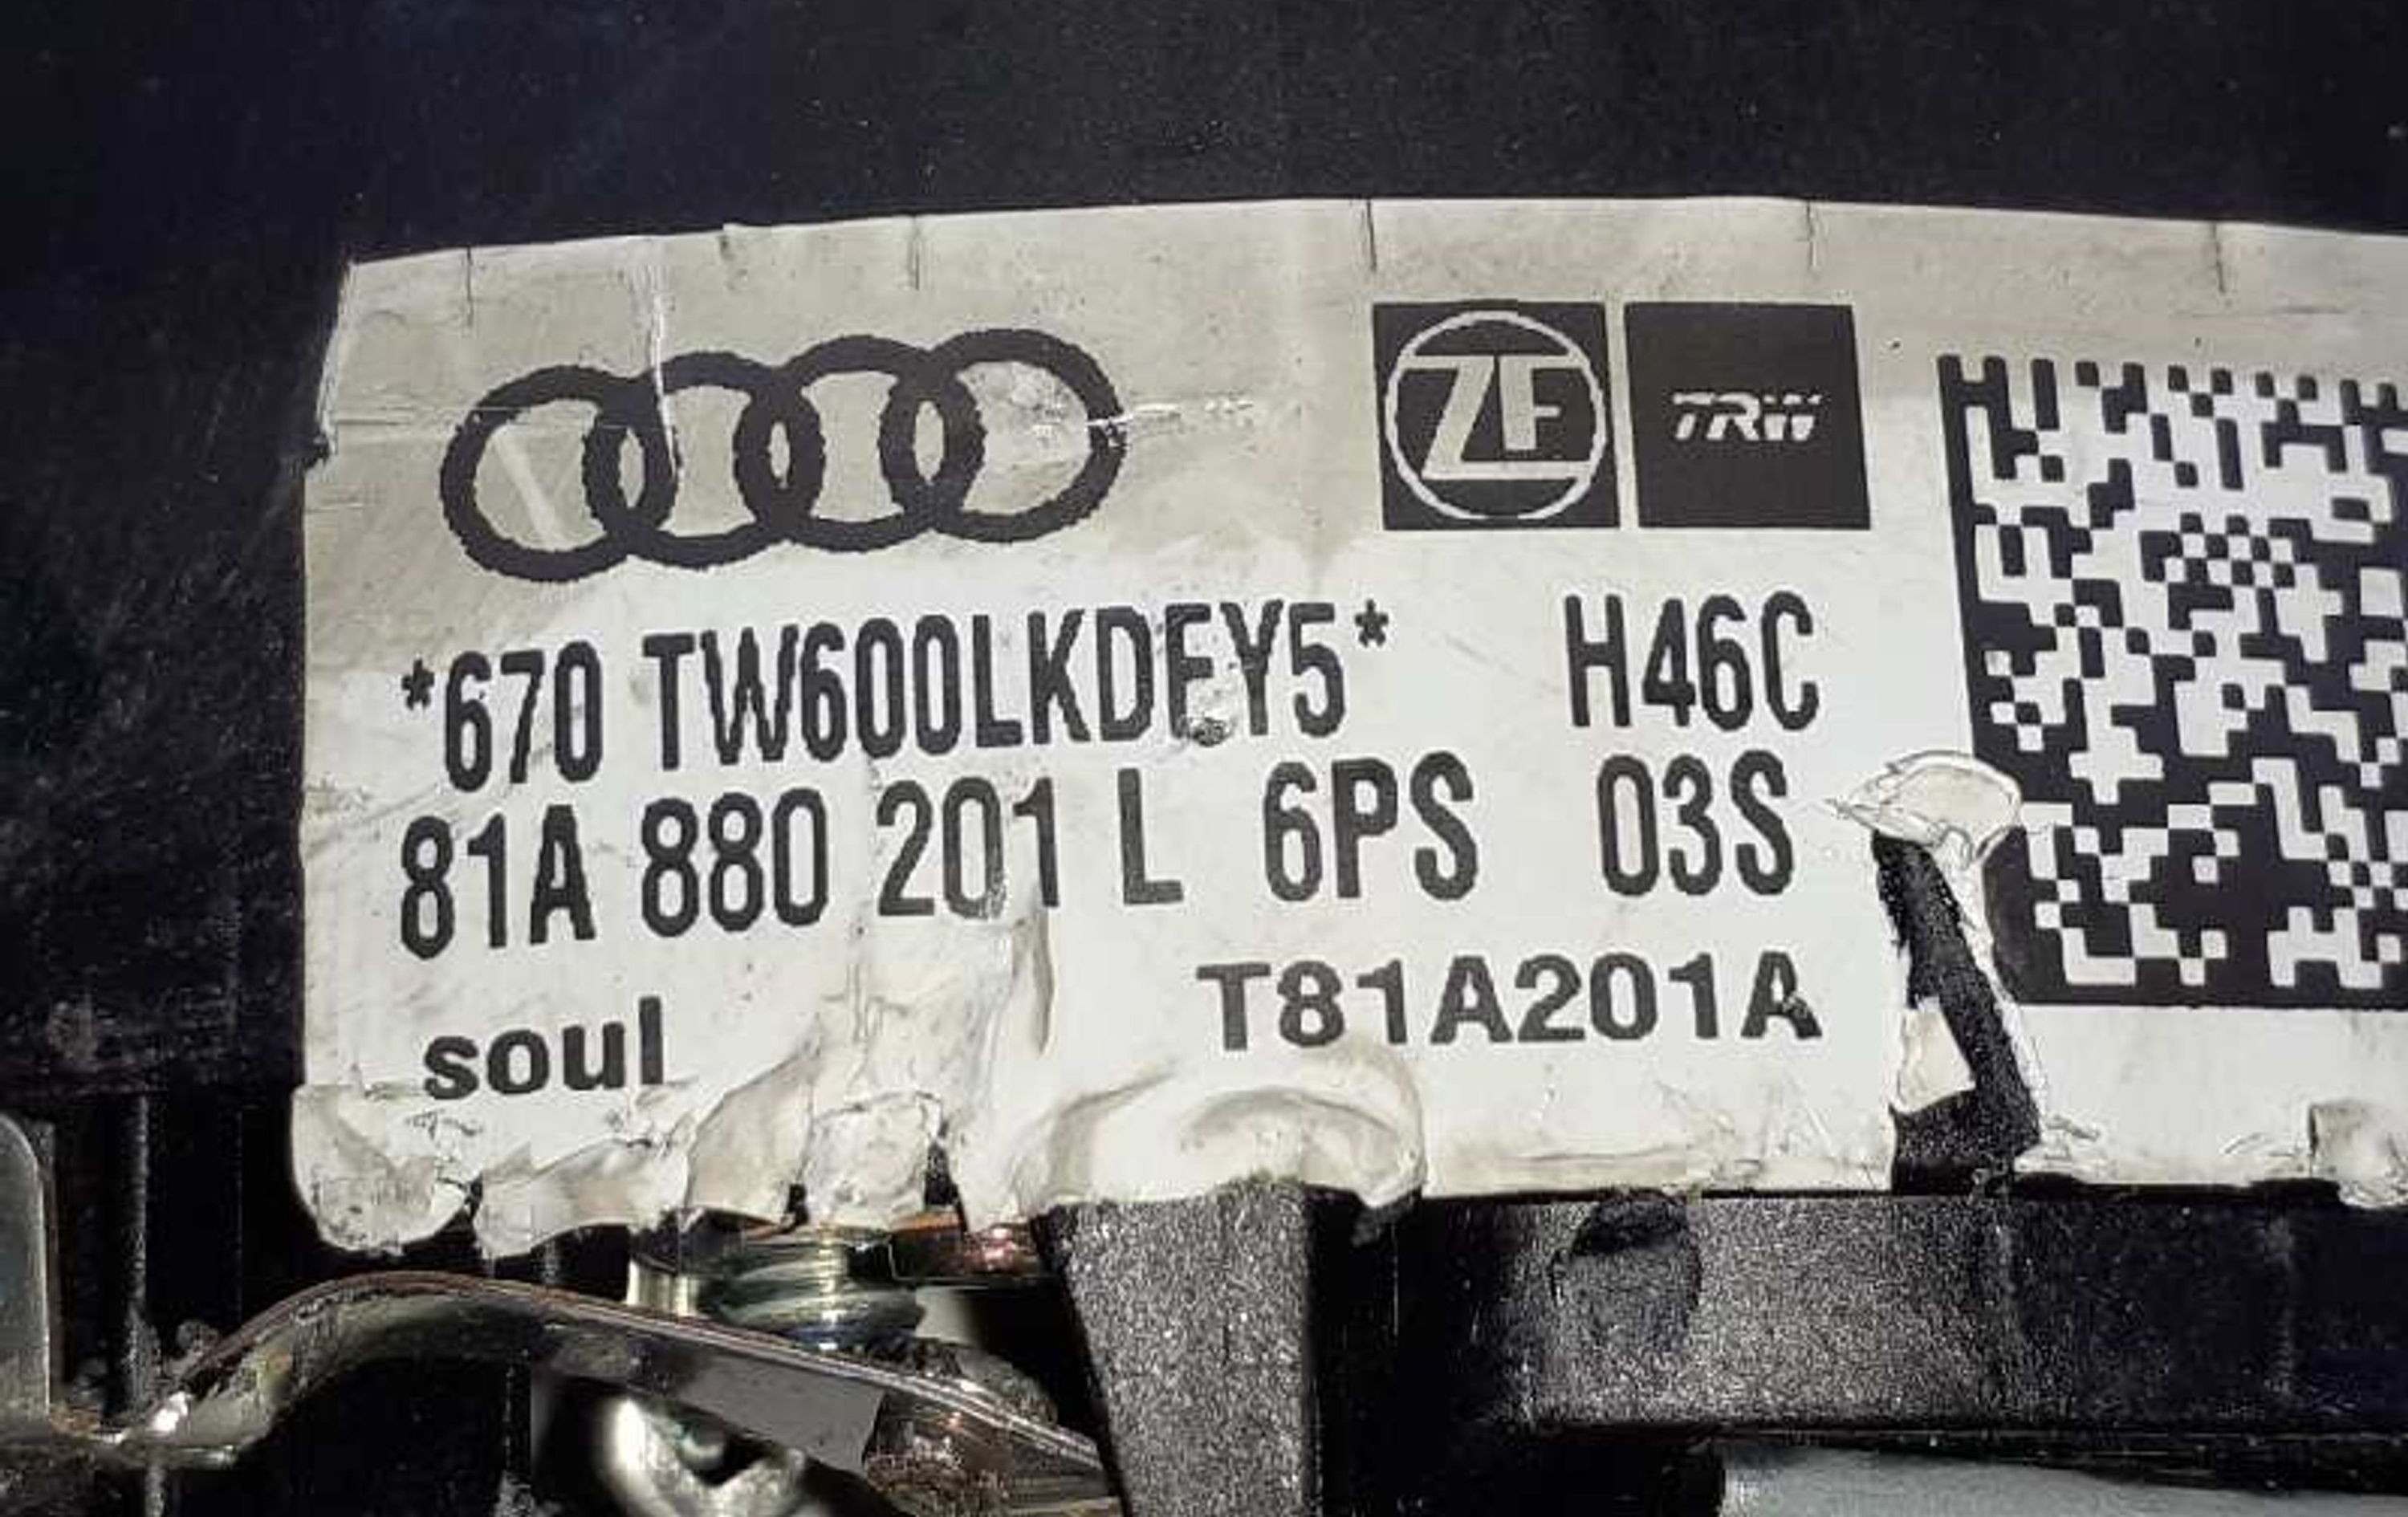 ZF TRW
*670 TW600LKDEY5* H46C
81A 880 201 L 6PS 03S
soul T81A201A